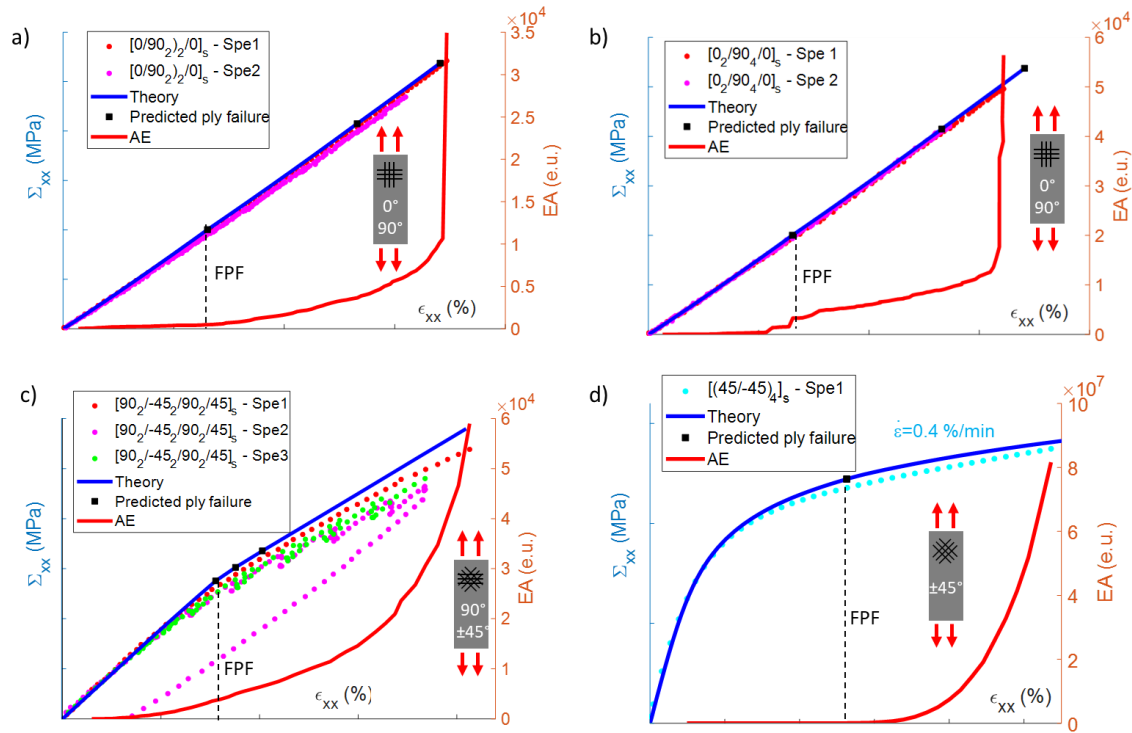 a)
[0/90₂)₂/0]ₛ - Spe1
[0/90₂)₂/0]ₛ - Spe2
Theory
Predicted ply failure
AE
Σxx (MPa)
FPF
0°
90°
ϵxx (%)
×10⁴
3.5
3
2.5
2
1.5
1
0.5
0
EA (e.u.)
b)
[0₂/90₄/0]ₛ - Spe 1
[0₂/90₄/0]ₛ - Spe 2
Theory
Predicted ply failure
AE
Σxx (MPa)
FPF
0°
90°
ϵxx (%)
×10⁴
6
5
4
3
2
1
0
EA (e.u.)
c)
[90₂/-45₂/90₂/45]ₛ - Spe1
[90₂/-45₂/90₂/45]ₛ - Spe2
[90₂/-45₂/90₂/45]ₛ - Spe3
Theory
Predicted ply failure
AE
Σxx (MPa)
FPF
90°
±45°
ϵxx (%)
×10⁴
6
5
4
3
2
1
0
EA (e.u.)
d)
[(45/-45)₄]ₛ - Spe1
Theory
Predicted ply failure
AE
ε̇=0.4 %/min
Σxx (MPa)
FPF
±45°
ϵxx (%)
×10⁷
10
8
6
4
2
0
EA (e.u.)